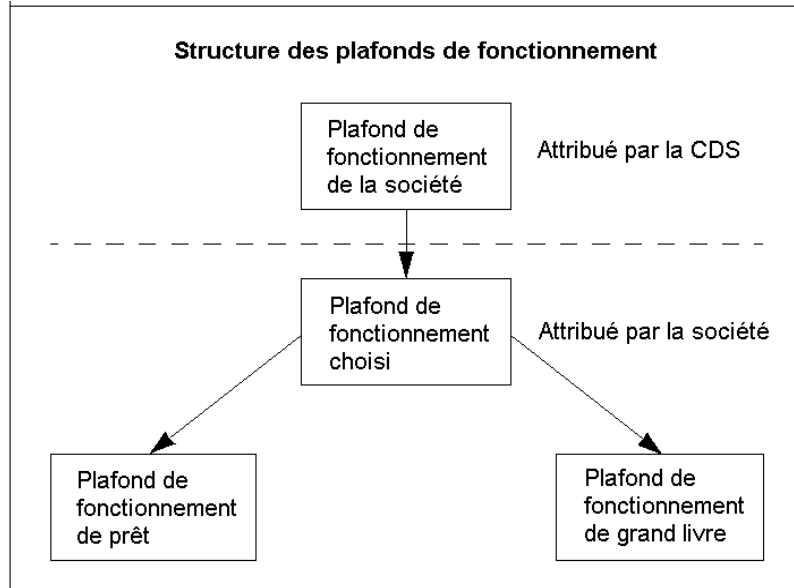 Structure des plafonds de fonctionnement
Plafond de
fonctionnement
de la société
Attribué par la CDS
Plafond de
fonctionnement
choisi
Attribué par la société
Plafond de
fonctionnement
de prêt
Plafond de
fonctionnement
de grand livre